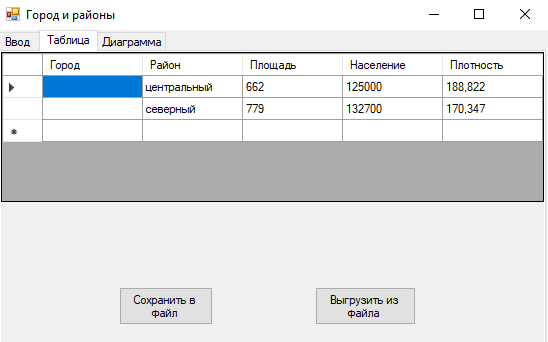 Город и районы
Ввод Таблица Диаграмма
Город Район Площадь Население Плотность
центральный 662 125000 188,822
северный 779 132700 170,347
Сохранить в Выгрузить из
файл файла